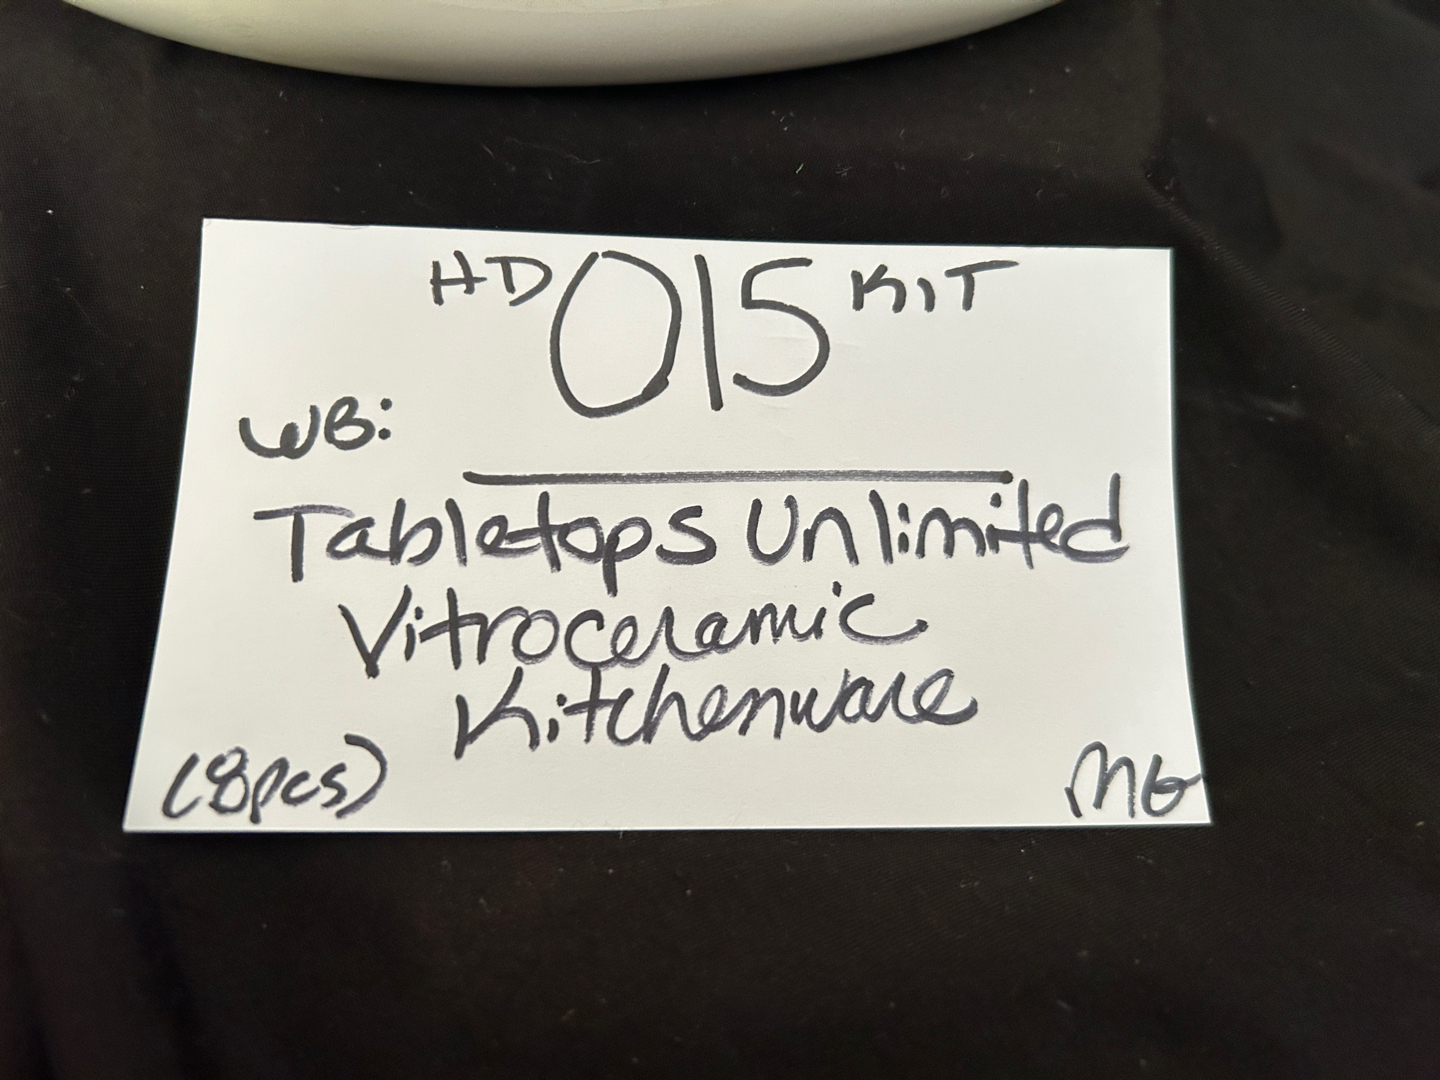 HD 015 KIT
WB:
Tabletops Unlimited
Vitroceramic
Kitchenware
(8pcs) MG